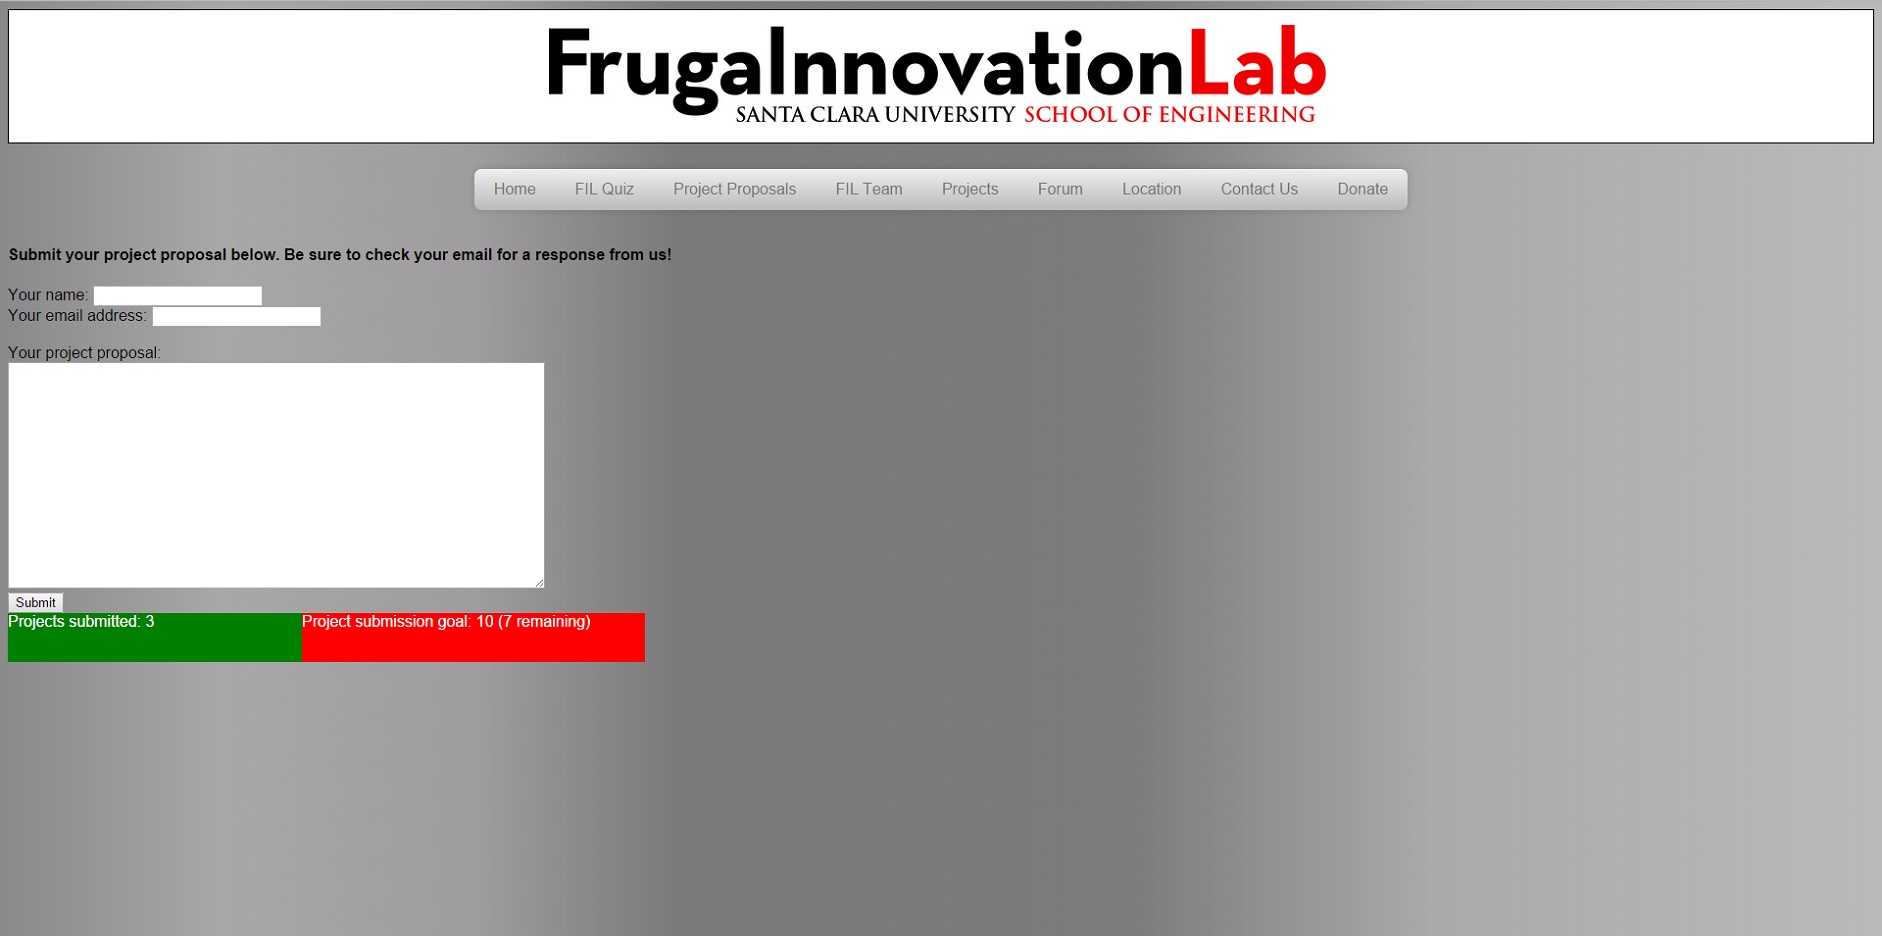 FrugalnnovationLab
SANTA CLARA UNIVERSITY SCHOOL OF ENGINEERING
Home FIL Quiz Project Proposals FIL Team Projects Forum Location Contact Us Donate
Submit your project proposal below. Be sure to check your email for a response from us!
Your name:
Your email address:
Your project proposal:
Submit
Projects submitted: 3 Project submission goal: 10 (7 remaining)